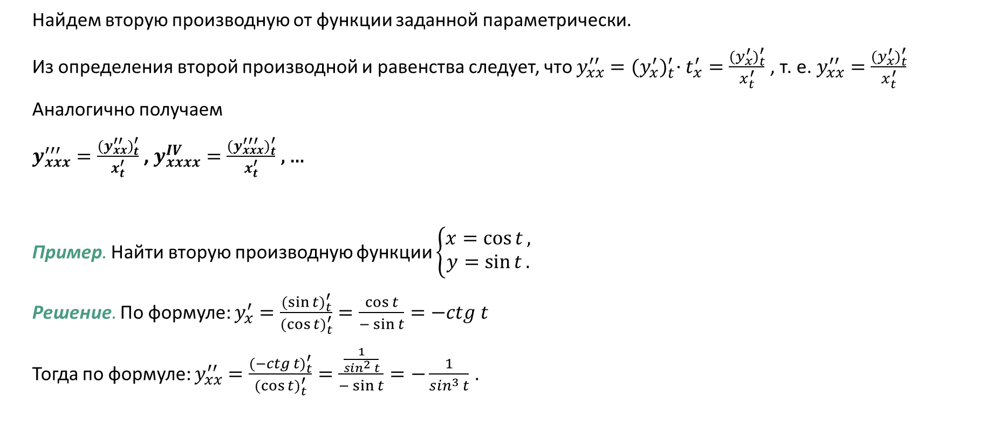 Найдем вторую производную от функции заданной параметрически.
Из определения второй производной и равенства следует, что $y''_{xx} = (y'_x)'_t \cdot t'_x = \frac{(y'_x)'_t}{x'_t}$ , т. е. $y''_{xx} = \frac{(y'_x)'_t}{x'_t}$
Аналогично получаем
$y'''_{xxx} = \frac{(y''_{xx})'_t}{x'_t}$ , $y^{IV}_{xxxx} = \frac{(y'''_{xxx})'_t}{x'_t}$ , ...
Пример. Найти вторую производную функции $\begin{cases} x = \cos t, \\ y = \sin t. \end{cases}$
Решение. По формуле: $y'_x = \frac{(\sin t)'_t}{(\cos t)'_t} = \frac{\cos t}{-\sin t} = -ctg\ t$
Тогда по формуле: $y''_{xx} = \frac{(-ctg\ t)'_t}{(\cos t)'_t} = \frac{\frac{1}{sin^2\ t}}{-\sin t} = -\frac{1}{sin^3\ t}$ .